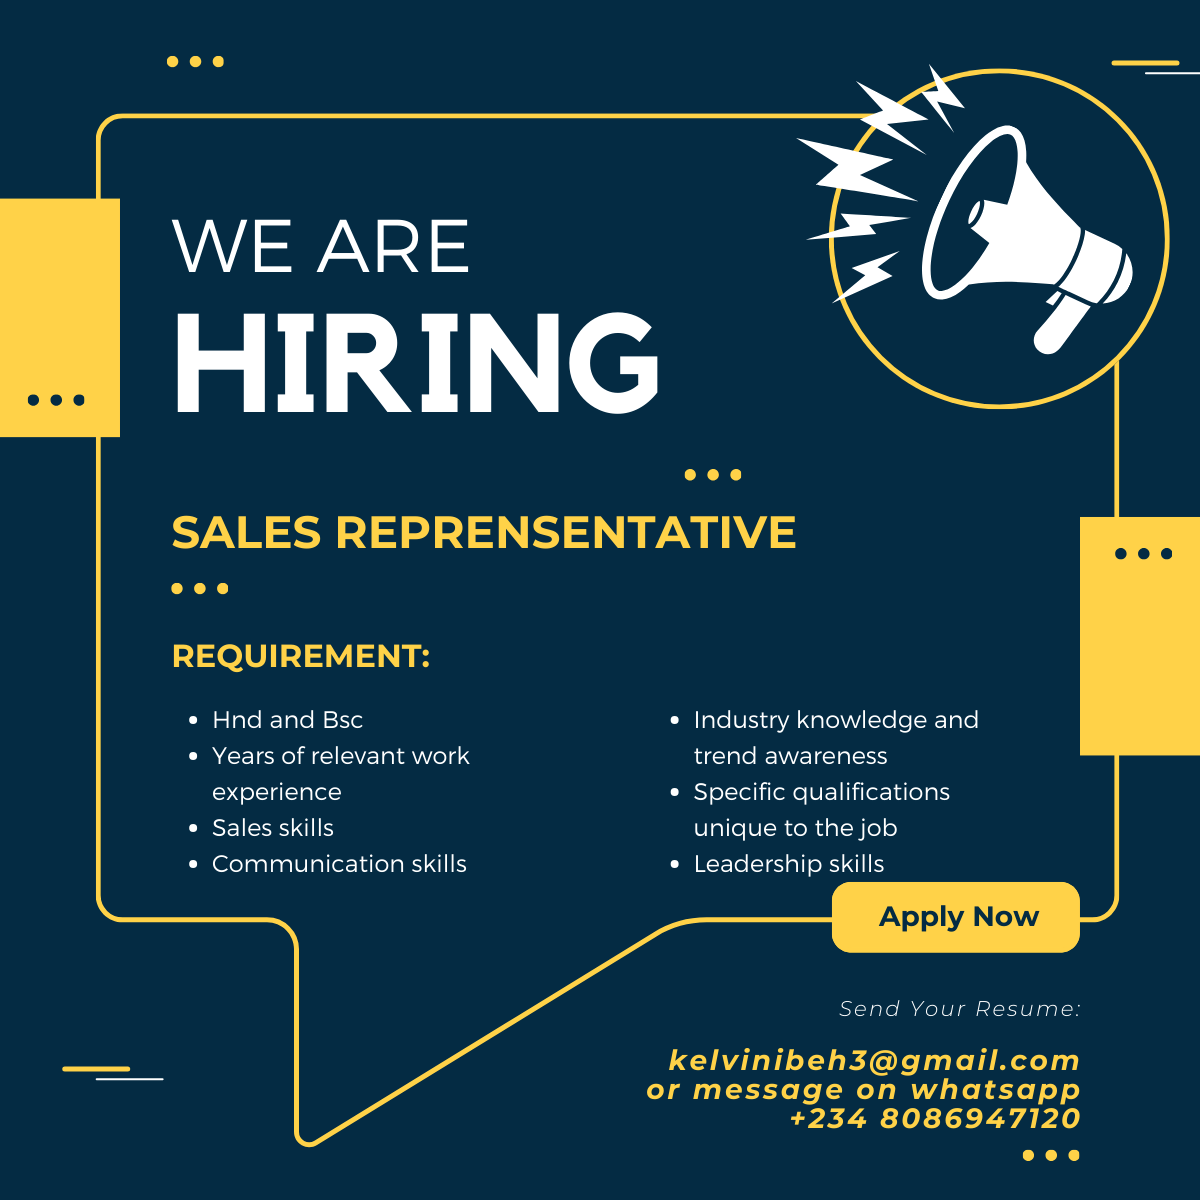 WE ARE
HIRING
SALES REPRENSENTATIVE
REQUIREMENT:
Hnd and Bsc
Years of relevant work
experience
Sales skills
Communication skills
Industry knowledge and
trend awareness
Specific qualifications
unique to the job
Leadership skills
Apply Now
Send Your Resume:
kelvinibeh3@gmail.com
or message on whatsapp
+234 8086947120